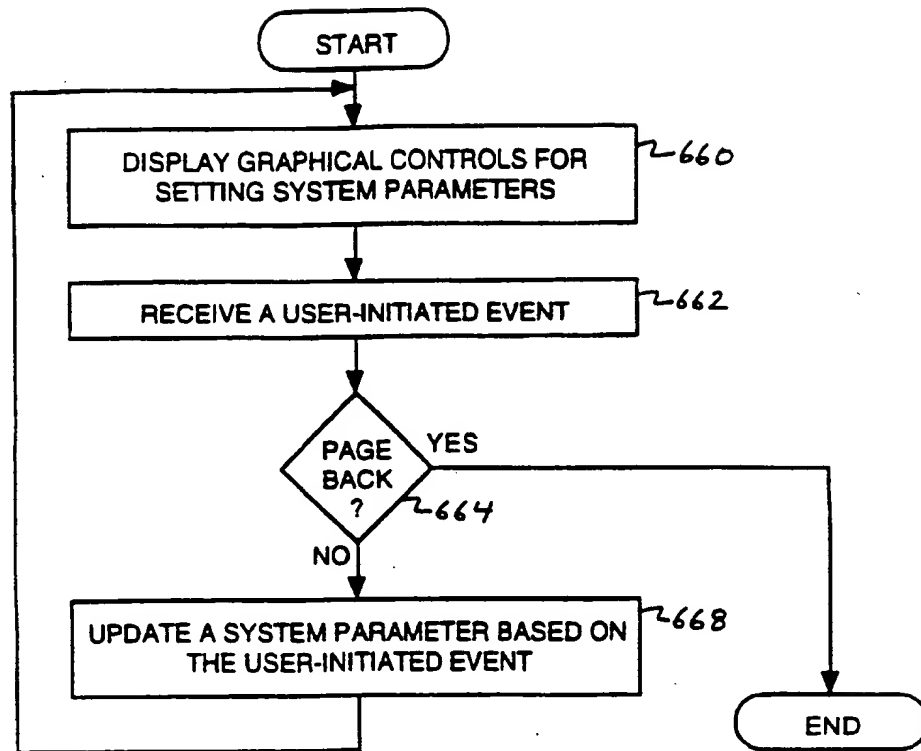 START
DISPLAY GRAPHICAL CONTROLS FOR
SETTING SYSTEM PARAMETERS
660
RECEIVE A USER-INITIATED EVENT
662
PAGE
BACK
?
YES
664
NO
UPDATE A SYSTEM PARAMETER BASED ON
THE USER-INITIATED EVENT
668
END